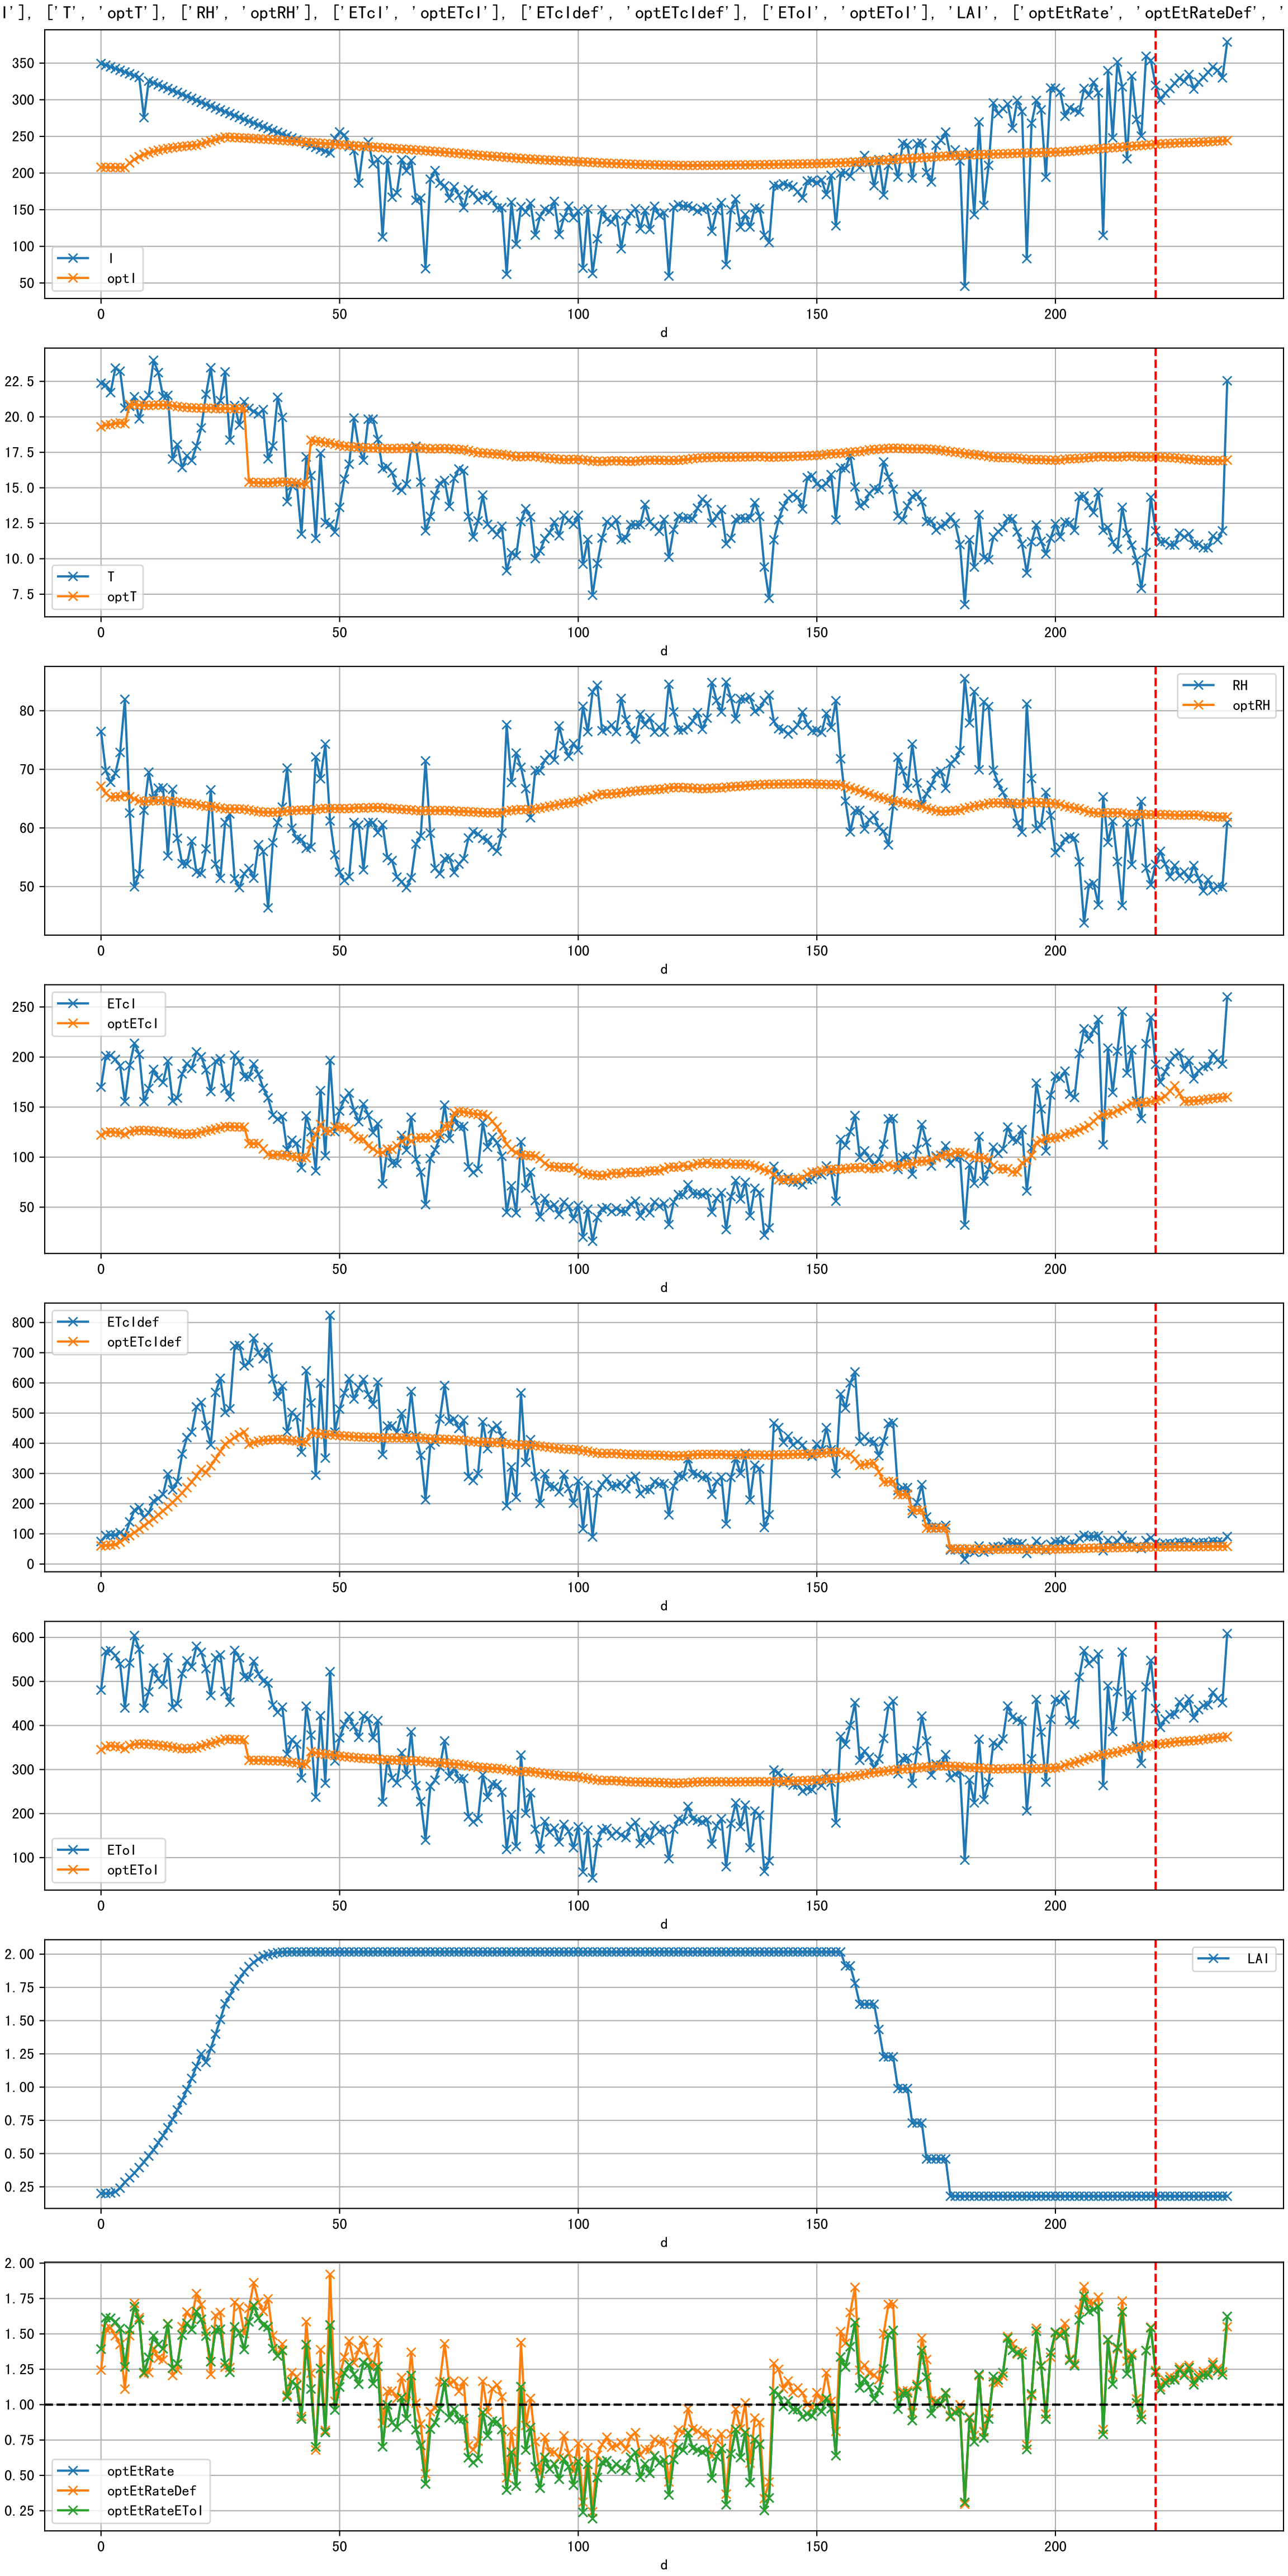 I'], ['T', 'optT'], ['RH', 'optRH'], ['ETcI', 'optETcI'], ['ETcIdef', 'optETcIdef'], ['EToI', 'optEToI'], 'LAI', ['optEtRate', 'optEtRateDef', '
350
300
250
200
150
100
50
I
optI
0 50 100 150 200
d
22.5
20.0
17.5
15.0
12.5
10.0
7.5
T
optT
0 50 100 150 200
d
80
70
60
50
RH
optRH
0 50 100 150 200
d
250
200
150
100
50
ETcI
optETcI
0 50 100 150 200
d
800
700
600
500
400
300
200
100
0
ETcIdef
optETcIdef
0 50 100 150 200
d
600
500
400
300
200
100
EToI
optEToI
0 50 100 150 200
d
2.00
1.75
1.50
1.25
1.00
0.75
0.50
0.25
LAI
0 50 100 150 200
d
2.00
1.75
1.50
1.25
1.00
0.75
0.50
0.25
optEtRate
optEtRateDef
optEtRateEToI
0 50 100 150 200
d